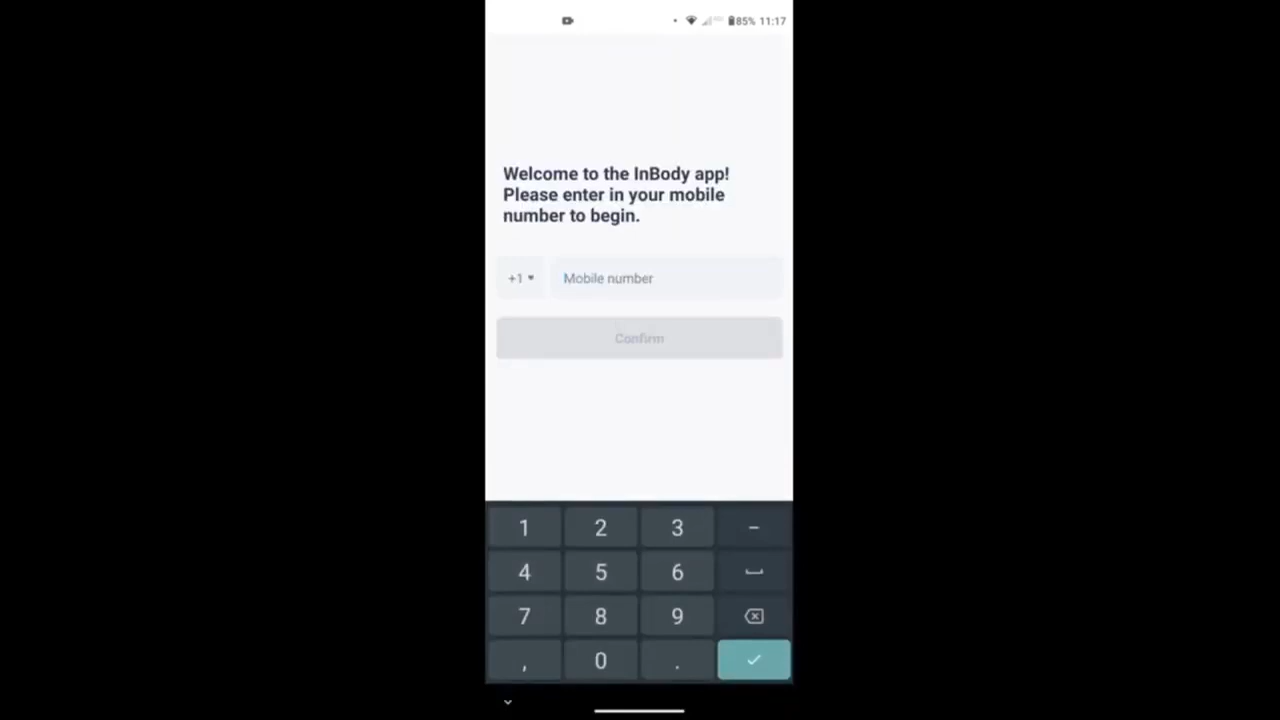 85% 11:17
Welcome to the InBody app!
Please enter in your mobile
number to begin.
+1 Mobile number
Confirm
1 2 3 -
4 5 6
7 8 9
, 0 .